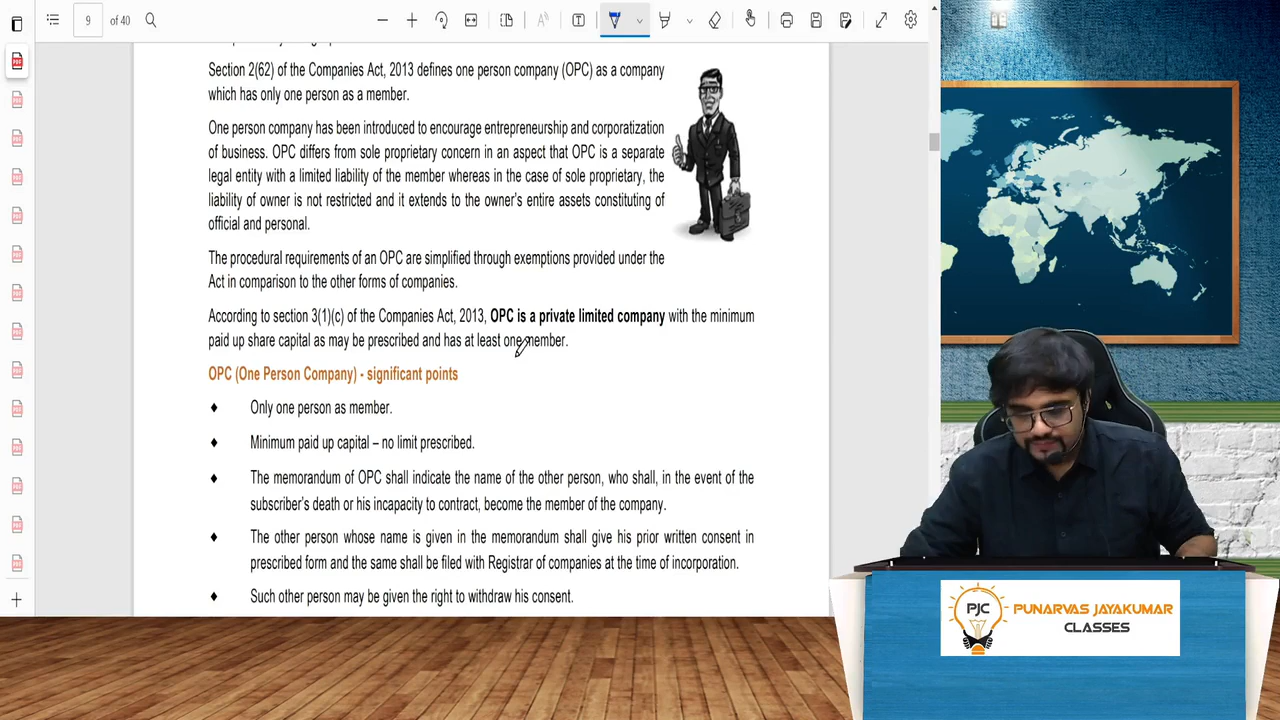 9
of 40
Section 2(62) of the Companies Act, 2013 defines one person company (OPC) as a company
which has only one person as a member.
One person company has been introduced to encourage entrepreneurship and corporatization
of business. OPC differs from sole proprietary concern in an aspect that OPC is a separate
legal entity with a limited liability of the member whereas in the case of sole proprietary, the
liability of owner is not restricted and it extends to the owner's entire assets constituting of
official and personal.
The procedural requirements of an OPC are simplified through exemptions provided under the
Act in comparison to the other forms of companies.
According to section 3(1)(c) of the Companies Act, 2013, OPC is a private limited company with the minimum
paid up share capital as may be prescribed and has at least one member.
OPC (One Person Company) - significant points
♦ Only one person as member.
♦ Minimum paid up capital – no limit prescribed.
♦ The memorandum of OPC shall indicate the name of the other person, who shall, in the event of the
subscriber's death or his incapacity to contract, become the member of the company.
♦ The other person whose name is given in the memorandum shall give his prior written consent in
prescribed form and the same shall be filed with Registrar of companies at the time of incorporation.
♦ Such other person may be given the right to withdraw his consent.
PJC
PUNARVAS JAYAKUMAR
CLASSES